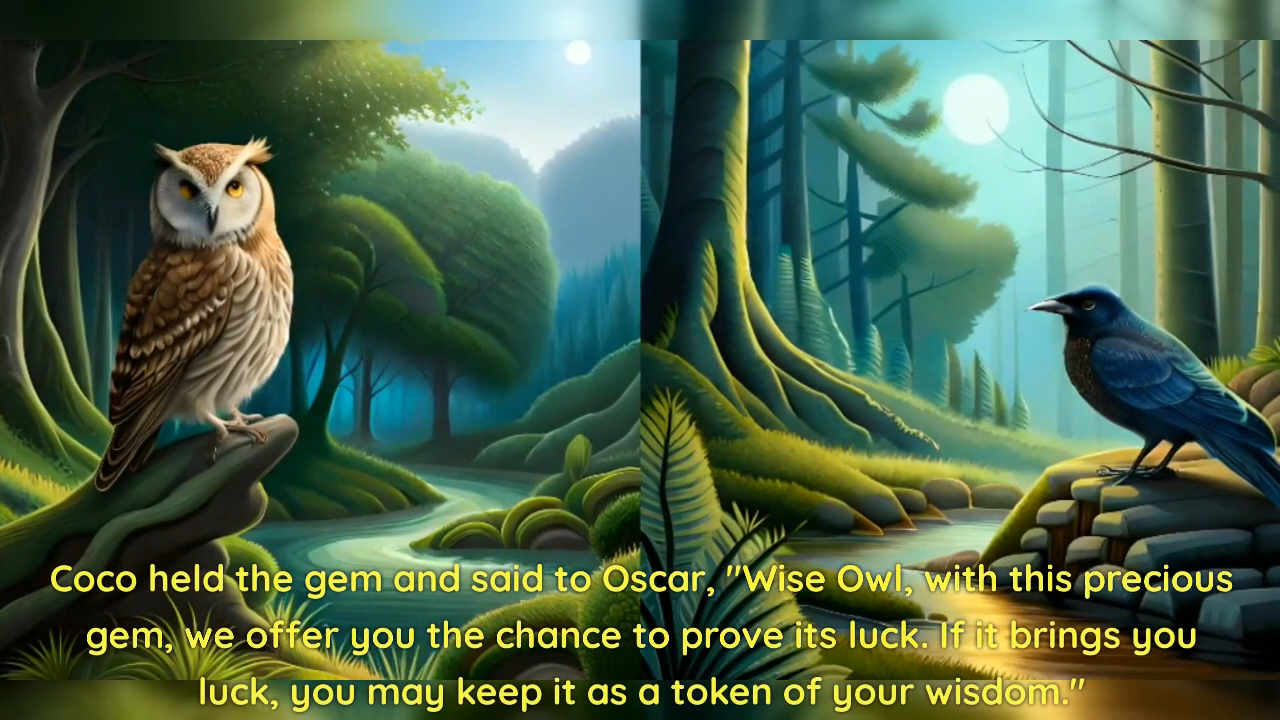 Coco held the gem and said to Oscar, "Wise Owl, with this precious
gem, we offer you the chance to prove its luck. If it brings you
luck, you may keep it as a token of your wisdom."